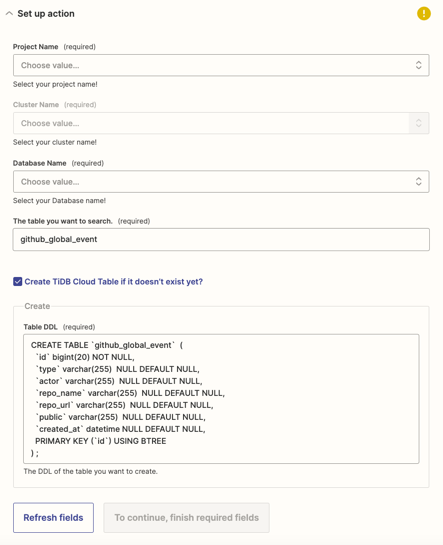 Set up action
Project Name (required)
Choose value...
Select your project name!
Cluster Name (required)
Choose value...
Select your cluster name!
Database Name (required)
Choose value...
Select your Database name!
The table you want to search. (required)
github_global_event
Create TiDB Cloud Table if it doesn't exist yet?
Create
Table DDL (required)
CREATE TABLE `github_global_event` (
`id` bigint(20) NOT NULL,
`type` varchar(255) NULL DEFAULT NULL,
`actor` varchar(255) NULL DEFAULT NULL,
`repo_name` varchar(255) NULL DEFAULT NULL,
`repo_url` varchar(255) NULL DEFAULT NULL,
`public` varchar(255) NULL DEFAULT NULL,
`created_at` datetime NULL DEFAULT NULL,
PRIMARY KEY (`id`) USING BTREE
) ;
The DDL of the table you want to create.
Refresh fields
To continue, finish required fields